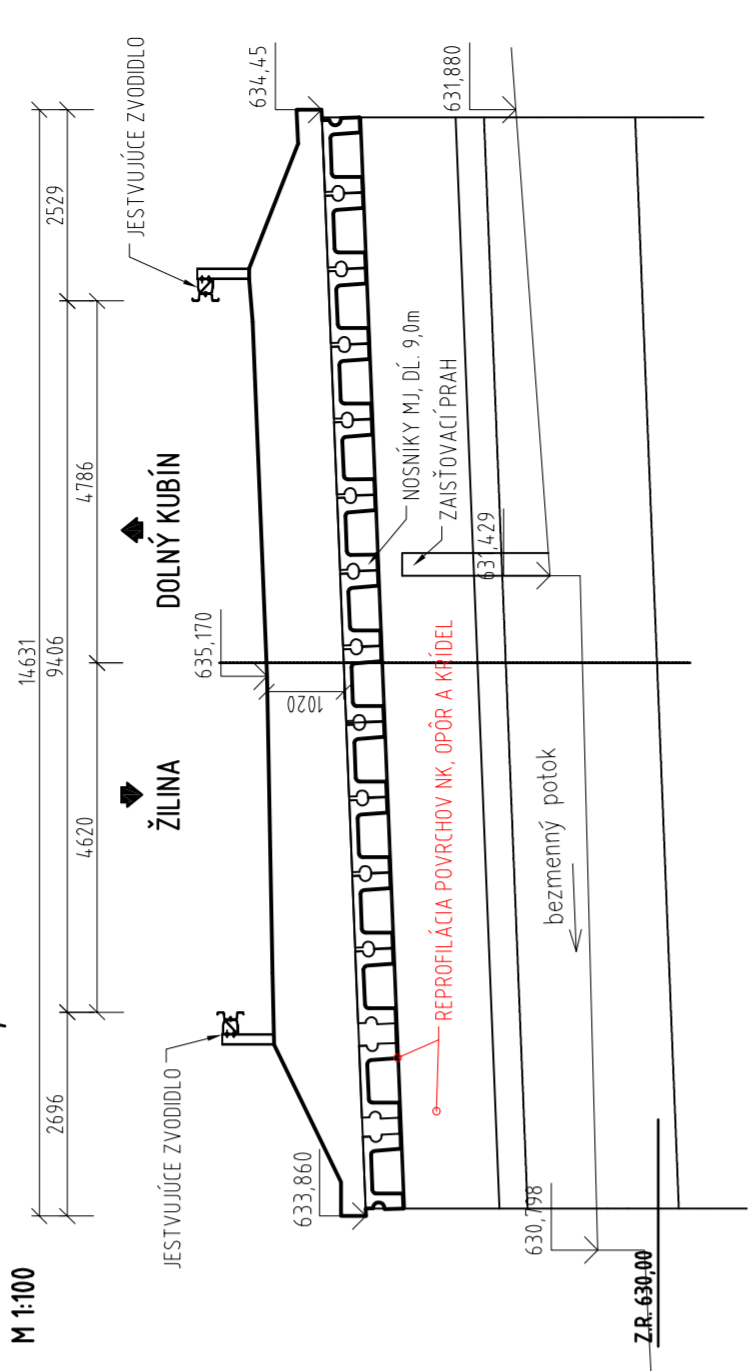 M 1:100
14631
2696
9406
2529
4620
4786
JESTVUJÚCE ZVODIDLO
JESTVUJÚCE ZVODIDLO
ŽILINA
DOLNÝ KUBÍN
635,170
1020
634,45
633,860
631,880
NOSNÍKY MJ, DĹ. 9,0m
ZAISŤOVACÍ PRAH
631,429
REPROFILÁCIA POVRCHOV NK, OPÔR A KRÍDEL
bezmenný potok
630,798
Z.R. 630,00